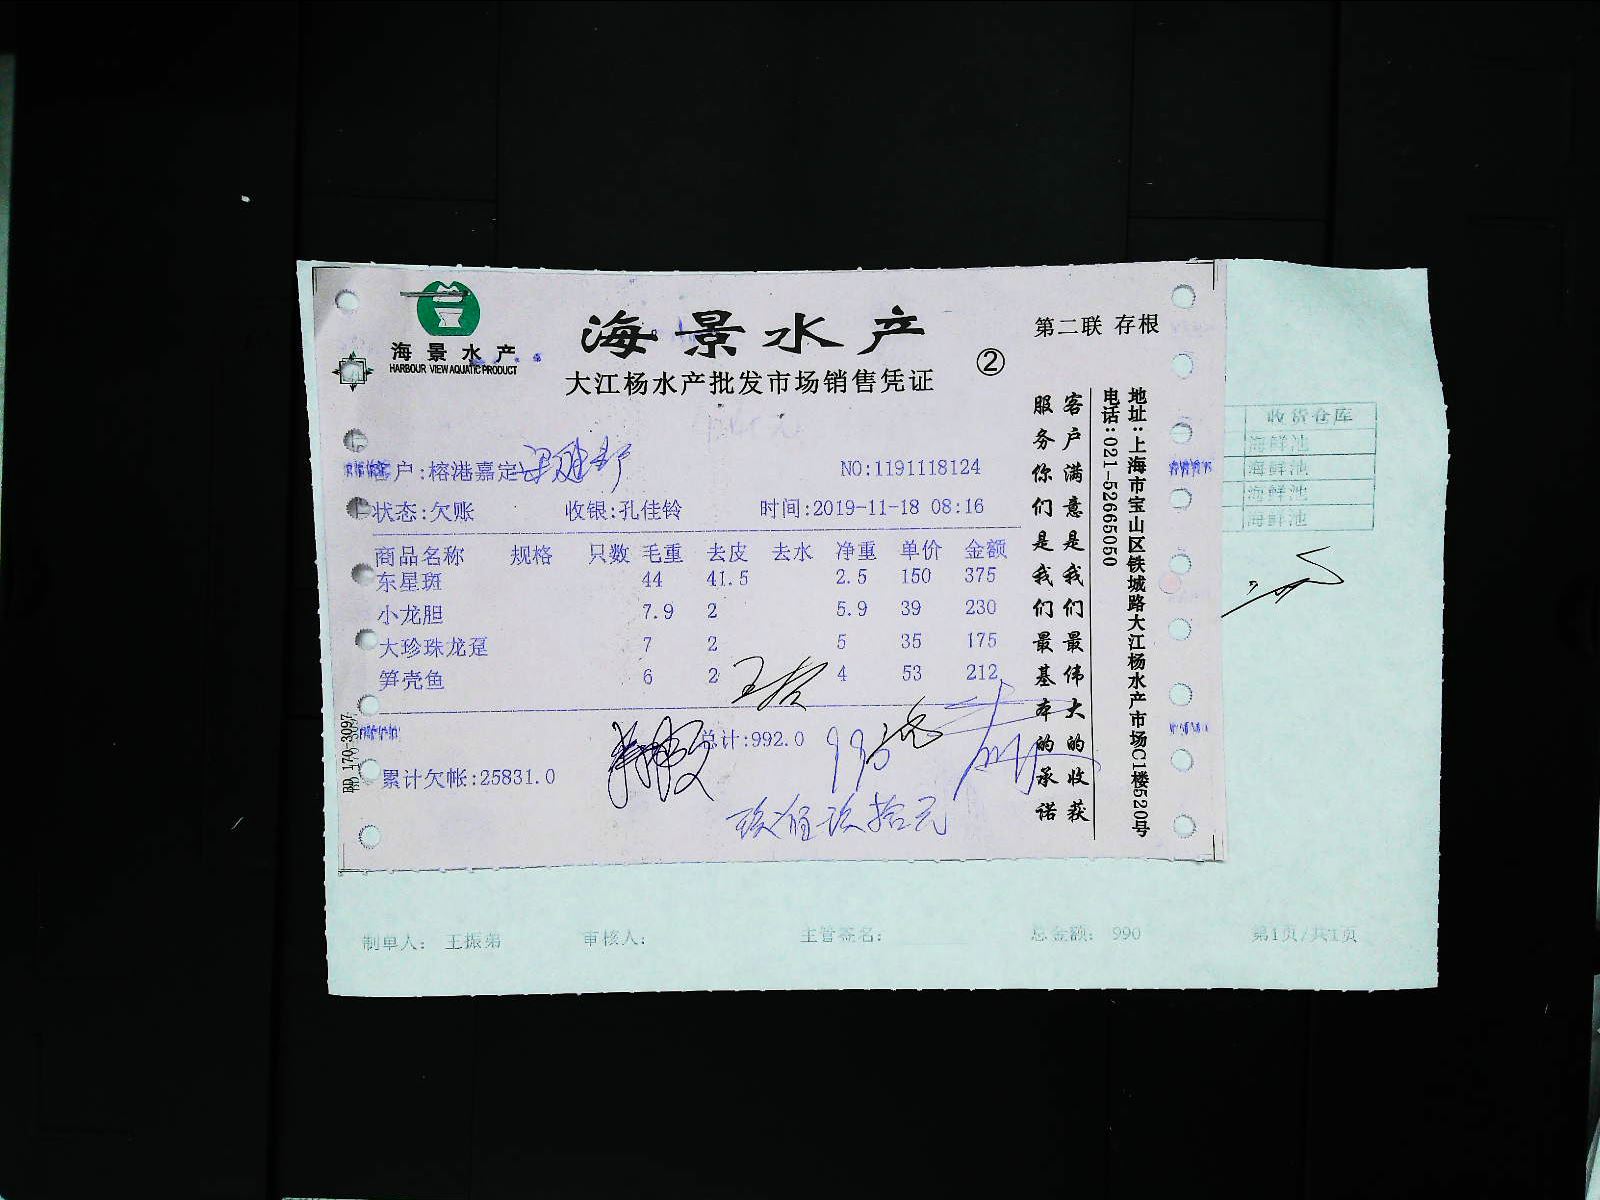 海景水产
HARBOUR VIEW AQUATIC PRODUCT
海景水产
大江杨水产批发市场销售凭证
②
第二联 存根
客户:榕港嘉定
NO:1191118124
状态:欠账 收银:孔佳铃 时间:2019-11-18 08:16
商品名称 规格 只数 毛重 去皮 去水 净重 单价 金额
东星斑 44 41.5 2.5 150 375
小龙胆 7.9 2 5.9 39 230
大珍珠龙趸 7 2 5 35 175
笋壳鱼 6 2 4 53 212
总计:992.0
累计欠帐:25831.0
玖佰玖拾元
客户满意是我们最伟大的收获
服务你们是我们最基本的承诺
地址:上海市宝山区铁城路大江杨水产市场C1楼520号
电话:021-52665050
170-3097
收货仓库
海鲜池
海鲜池
海鲜池
海鲜池
制单人: 王振弟 审核人: 主管签名: 总金额: 990 第1页/共1页